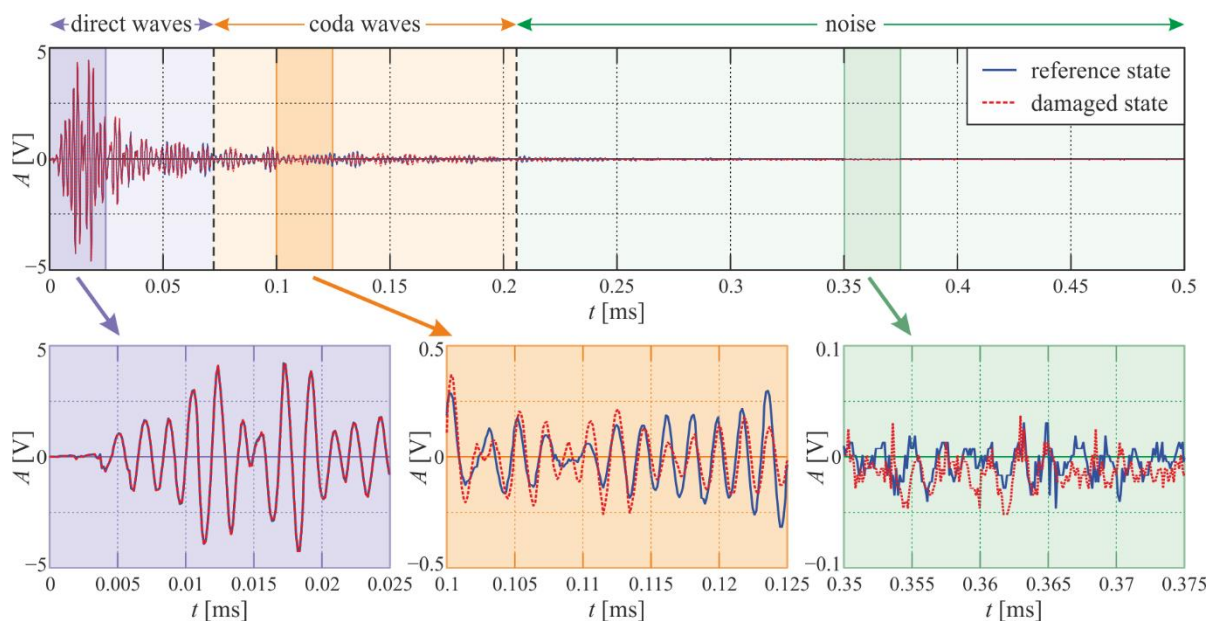 direct waves coda waves noise
5
0
−5
A [V]
reference state
damaged state
0 0.05 0.1 0.15 0.2 0.25 0.3 0.35 0.4 0.45 0.5
t [ms]
5
0
−5
A [V]
0 0.005 0.01 0.015 0.02 0.025
t [ms]
0.5
0
−0.5
A [V]
0.1 0.105 0.11 0.115 0.12 0.125
t [ms]
0.1
0
−0.1
A [V]
0.35 0.355 0.36 0.365 0.37 0.375
t [ms]